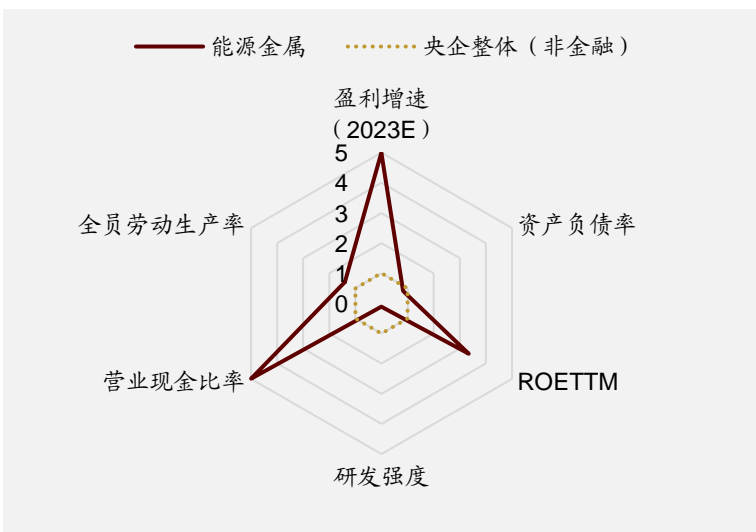 能源金属
央企整体（非金融）
盈利增速
（2023E）
5
4
3
2
1
0
全员劳动生产率
资产负债率
营业现金比率
ROETTM
研发强度